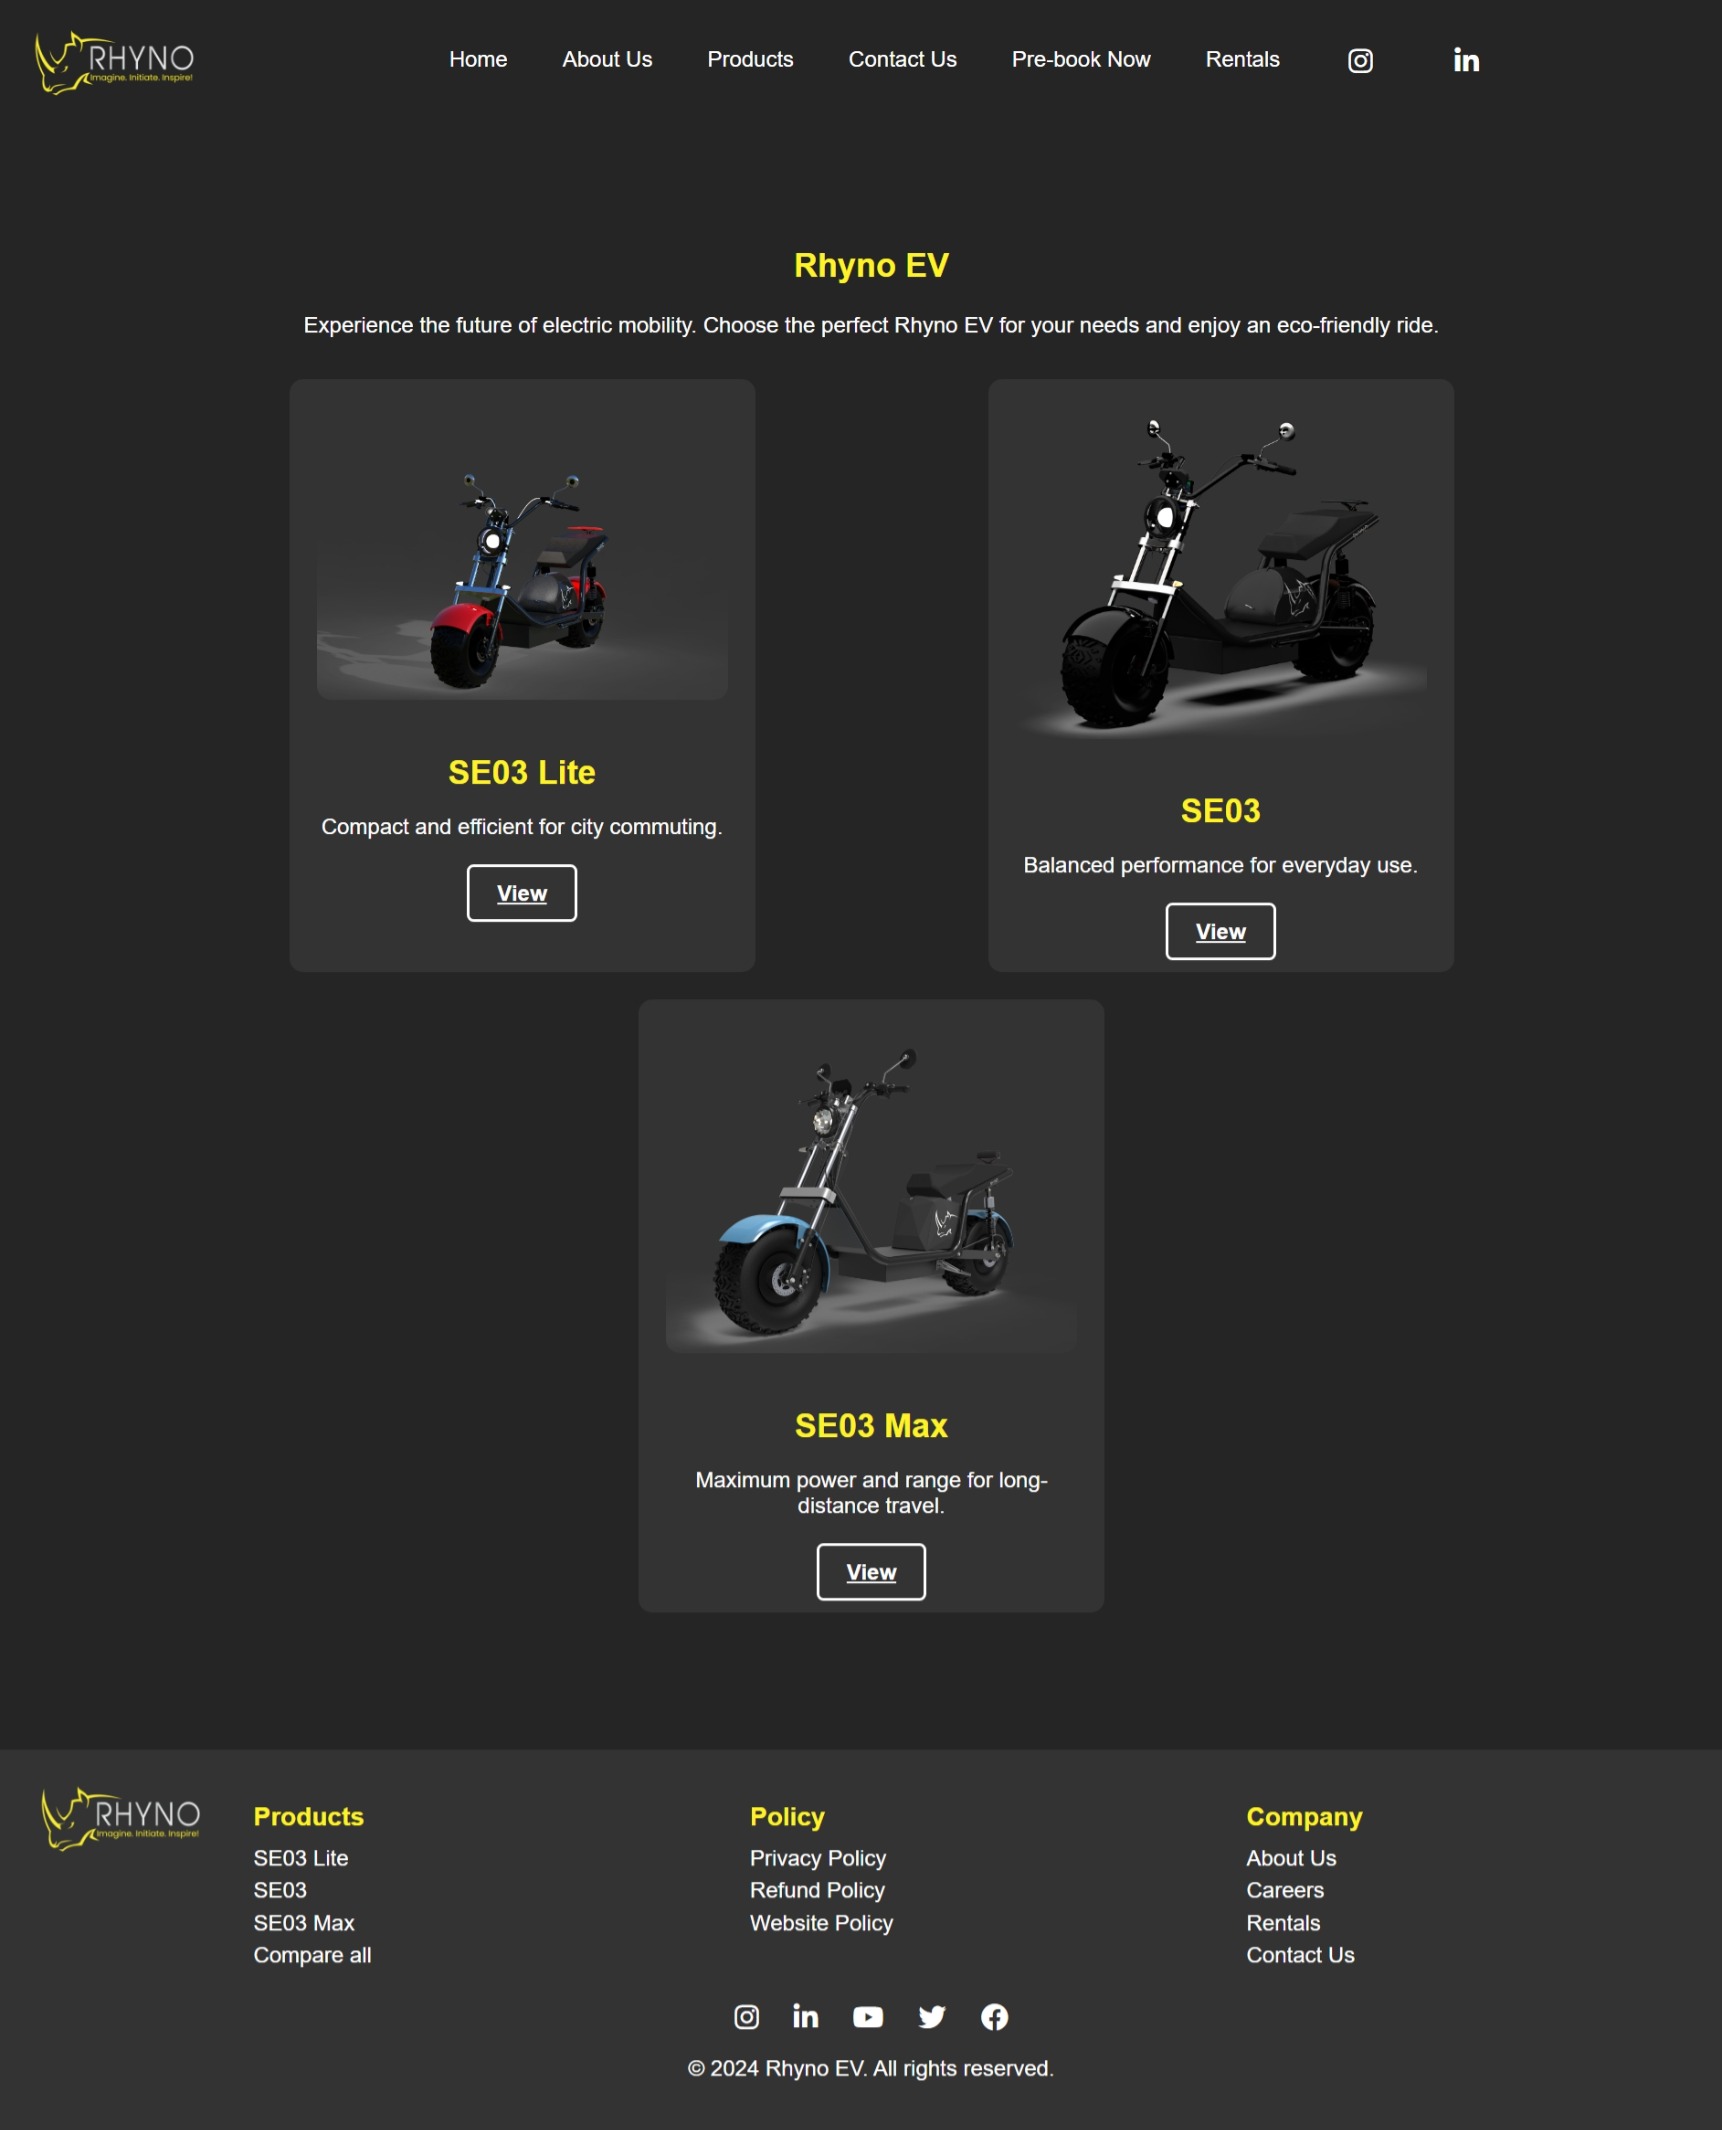 RHYNO
Imagine. Initiate. Inspire!
Home About Us Products Contact Us Pre-book Now Rentals
Rhyno EV
Experience the future of electric mobility. Choose the perfect Rhyno EV for your needs and enjoy an eco-friendly ride.
SE03 Lite
Compact and efficient for city commuting.
View
SE03
Balanced performance for everyday use.
View
SE03 Max
Maximum power and range for long-
distance travel.
View
RHYNO
Imagine. Initiate. Inspire!
Products
SE03 Lite
SE03
SE03 Max
Compare all
Policy
Privacy Policy
Refund Policy
Website Policy
Company
About Us
Careers
Rentals
Contact Us
© 2024 Rhyno EV. All rights reserved.